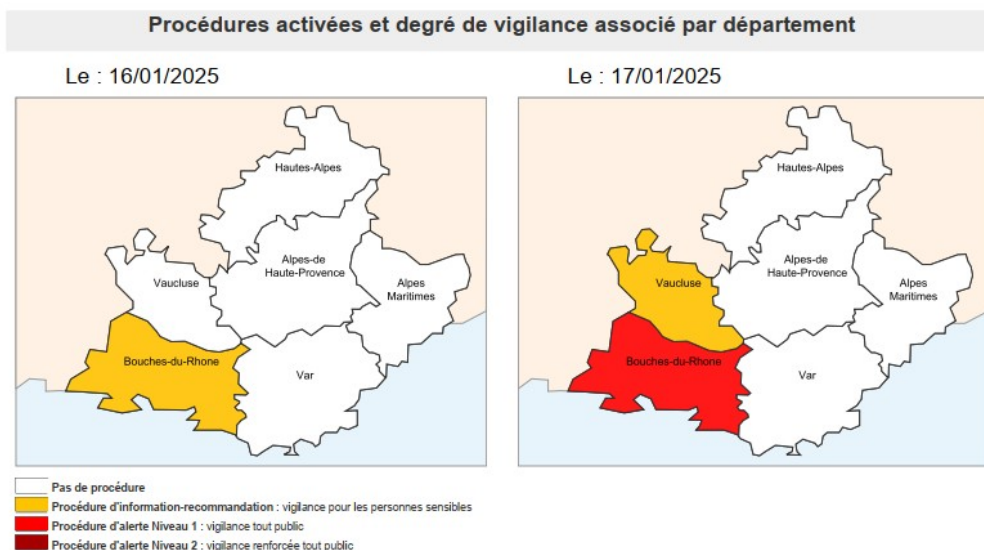 Procédures activées et degré de vigilance associé par département
Le : 16/01/2025
Le : 17/01/2025
Hautes-Alpes
Alpes-de
Haute-Provence
Alpes
Maritimes
Vaucluse
Bouches-du-Rhone
Var
Hautes-Alpes
Alpes-de
Haute-Provence
Alpes
Maritimes
Vaucluse
Bouches-du-Rhone
Var
Pas de procédure
Procédure d'information-recommandation : vigilance pour les personnes sensibles
Procédure d'alerte Niveau 1 : vigilance tout public
Procédure d'alerte Niveau 2 : vigilance renforcée tout public